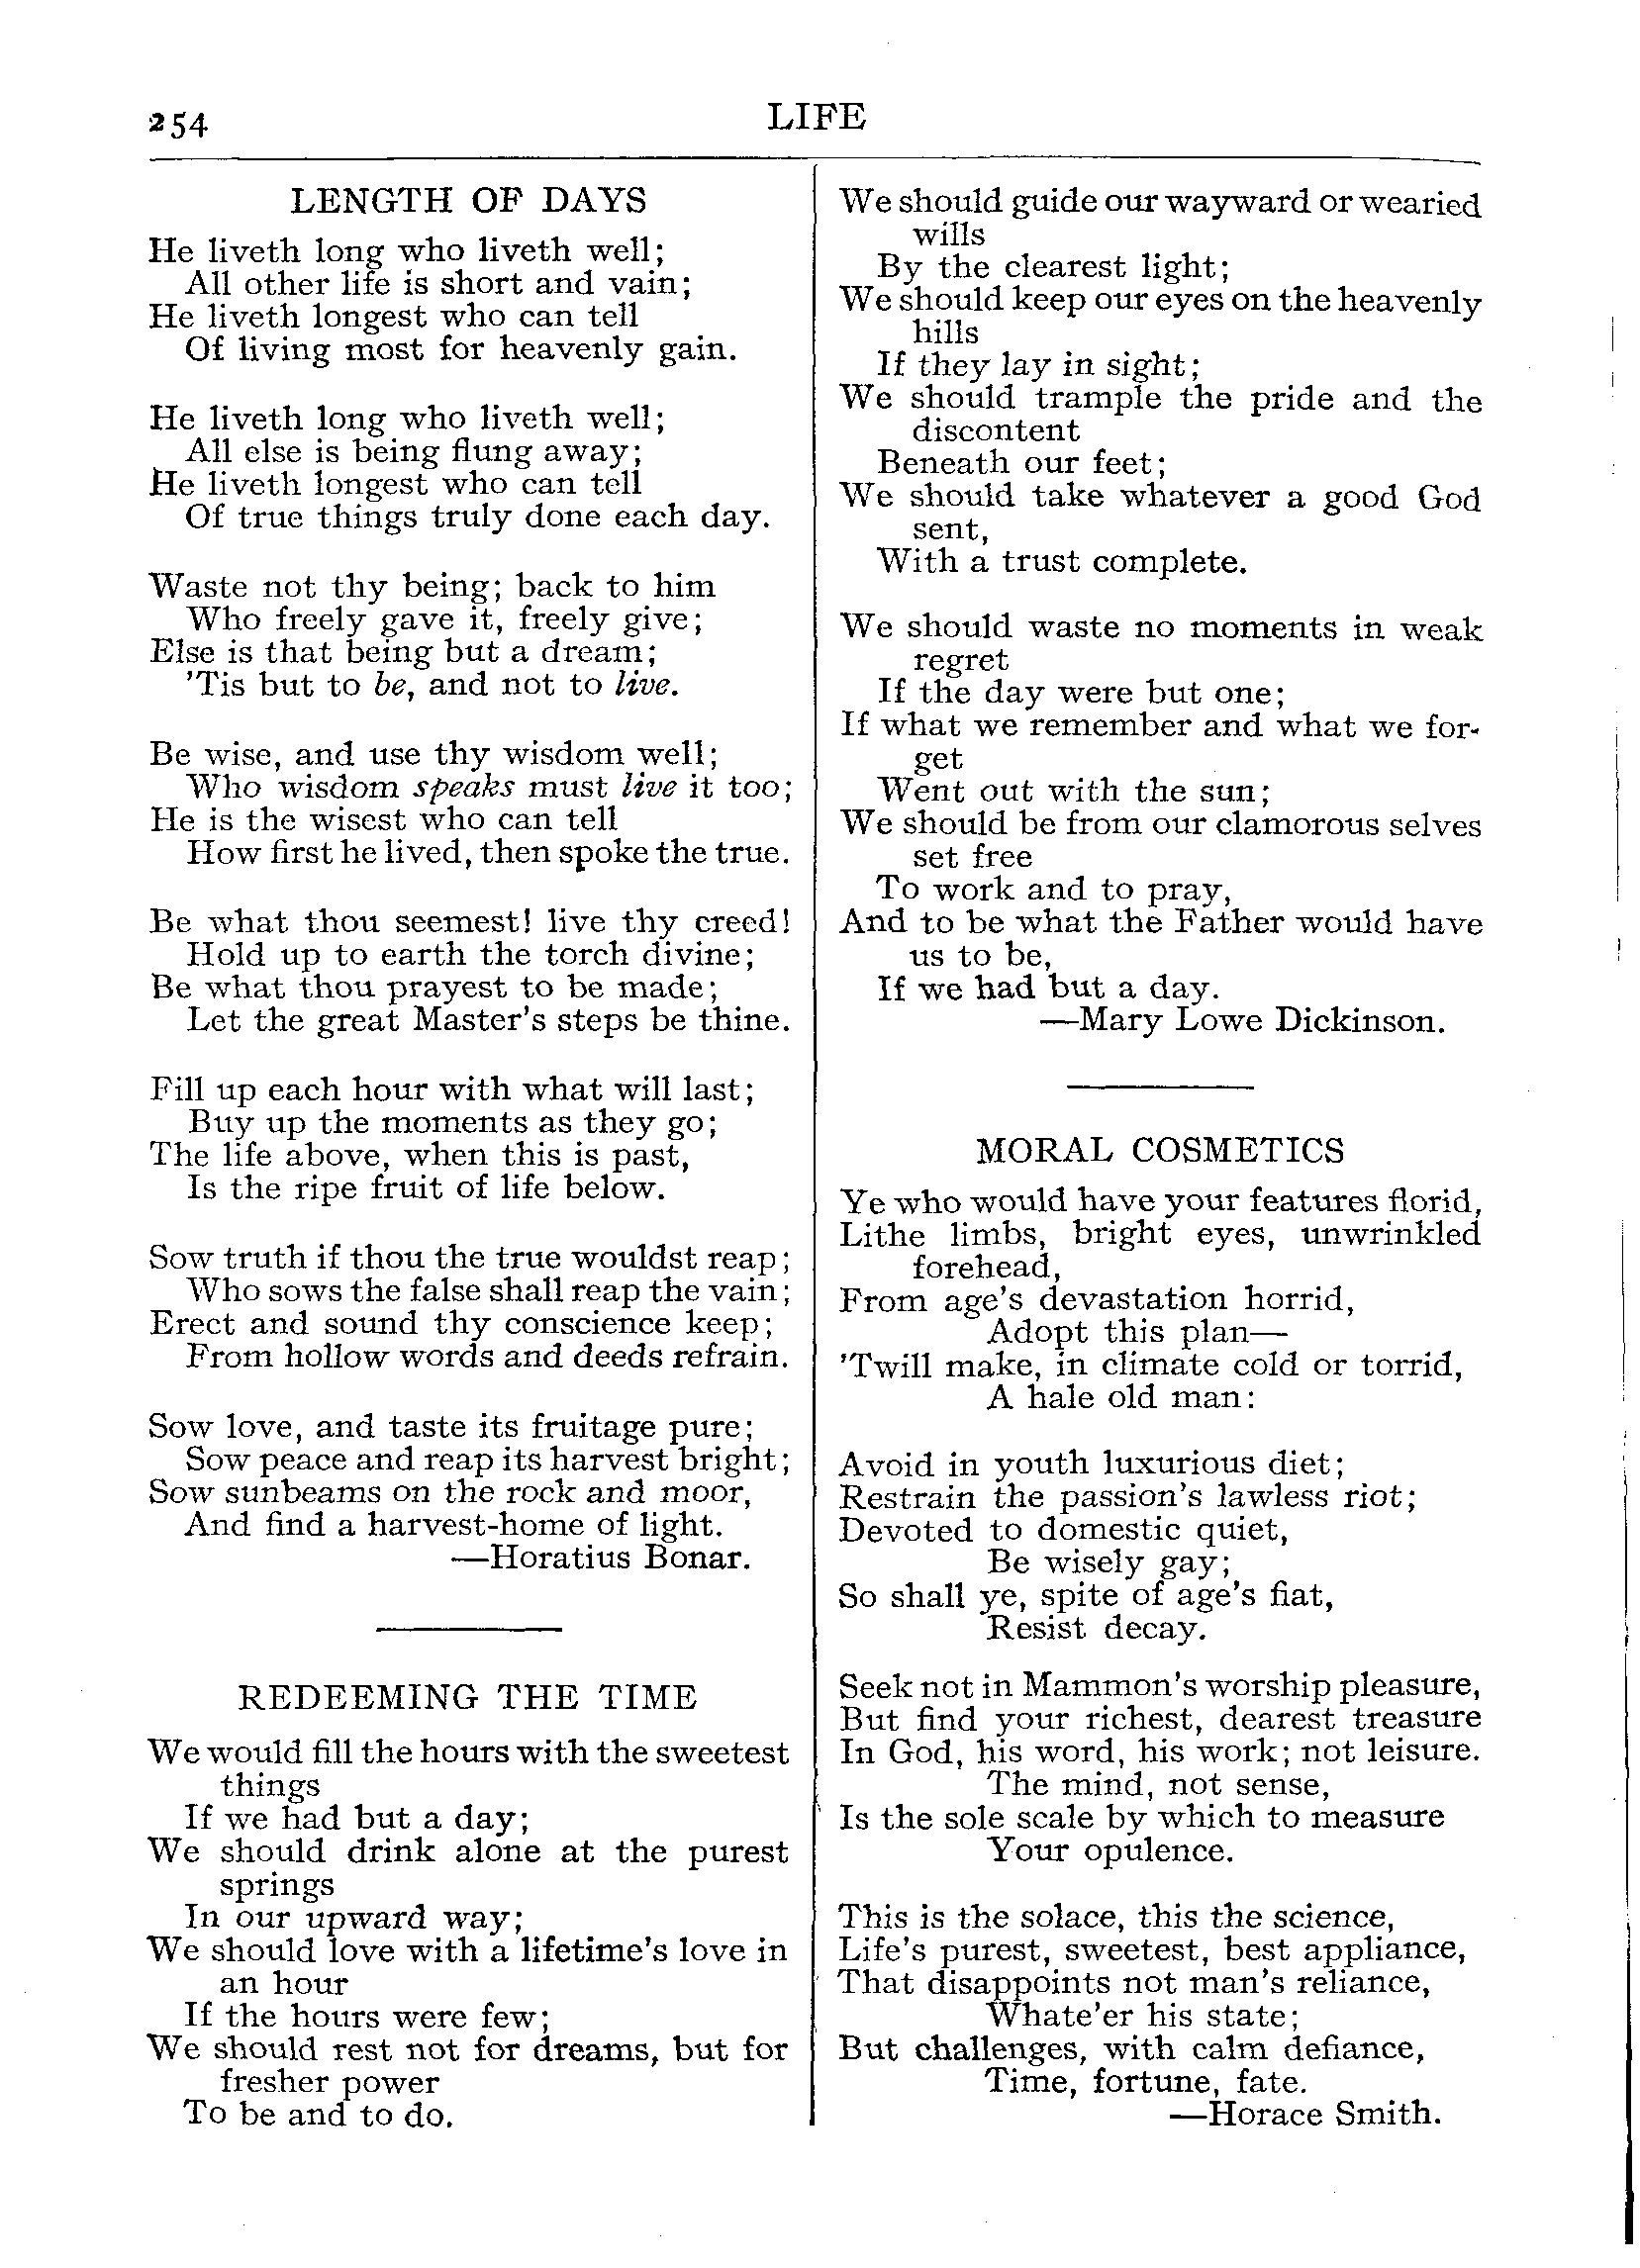 254
LIFE
LENGTH OF DAYS
He liveth long who liveth well;
All other life is short and vain;
He liveth longest who can tell
Of living most for heavenly gain.
He liveth long who liveth well;
All else is being flung away;
He liveth longest who can tell
Of true things truly done each day.
Waste not thy being; back to him
Who freely gave it, freely give;
Else is that being but a dream;
'Tis but to be, and not to live.
Be wise, and use thy wisdom well;
Who wisdom speaks must live it too;
He is the wisest who can tell
How first he lived, then spoke the true.
Be what thou seemest! live thy creed!
Hold up to earth the torch divine;
Be what thou prayest to be made;
Let the great Master's steps be thine.
Fill up each hour with what will last;
Buy up the moments as they go;
The life above, when this is past,
Is the ripe fruit of life below.
Sow truth if thou the true wouldst reap;
Who sows the false shall reap the vain;
Erect and sound thy conscience keep;
From hollow words and deeds refrain.
Sow love, and taste its fruitage pure;
Sow peace and reap its harvest bright;
Sow sunbeams on the rock and moor,
And find a harvest-home of light.
—Horatius Bonar.
REDEEMING THE TIME
We would fill the hours with the sweetest
things
If we had but a day;
We should drink alone at the purest
springs
In our upward way;
We should love with a lifetime's love in
an hour
If the hours were few;
We should rest not for dreams, but for
fresher power
To be and to do.
We should guide our wayward or wearied
wills
By the clearest light;
We should keep our eyes on the heavenly
hills
If they lay in sight;
We should trample the pride and the
discontent
Beneath our feet;
We should take whatever a good God
sent,
With a trust complete.
We should waste no moments in weak
regret
If the day were but one;
If what we remember and what we for-
get
Went out with the sun;
We should be from our clamorous selves
set free
To work and to pray,
And to be what the Father would have
us to be,
If we had but a day.
—Mary Lowe Dickinson.
MORAL COSMETICS
Ye who would have your features florid,
Lithe limbs, bright eyes, unwrinkled
forehead,
From age's devastation horrid,
Adopt this plan—
'Twill make, in climate cold or torrid,
A hale old man:
Avoid in youth luxurious diet;
Restrain the passion's lawless riot;
Devoted to domestic quiet,
Be wisely gay;
So shall ye, spite of age's fiat,
Resist decay.
Seek not in Mammon's worship pleasure,
But find your richest, dearest treasure
In God, his word, his work; not leisure.
The mind, not sense,
Is the sole scale by which to measure
Your opulence.
This is the solace, this the science,
Life's purest, sweetest, best appliance,
That disappoints not man's reliance,
Whate'er his state;
But challenges, with calm defiance,
Time, fortune, fate.
—Horace Smith.